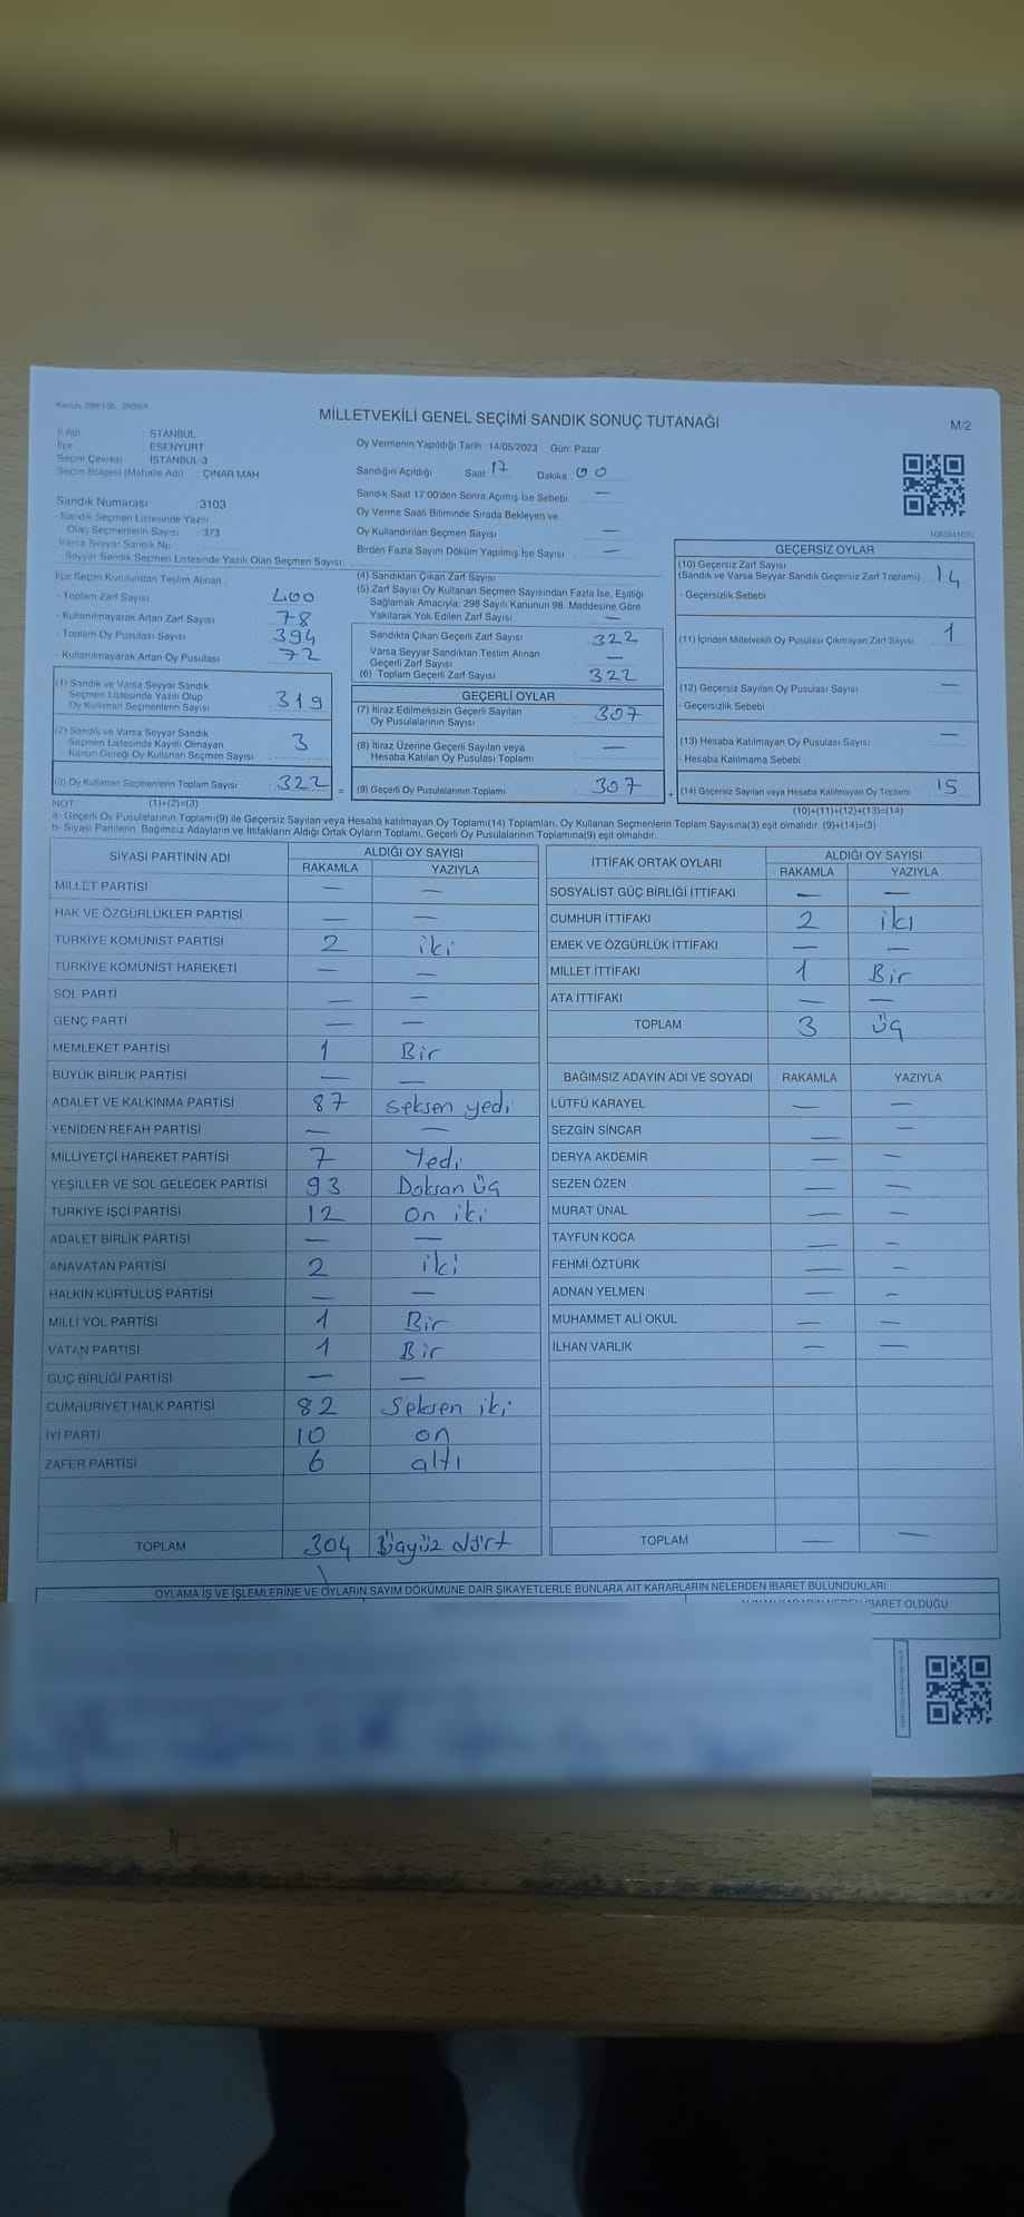 MİLLETVEKİLİ GENEL SEÇİMİ SANDIK SONUÇ TUTANAĞI
M/2
İSTANBUL
ESENYURT
Seçim Çevresi : İSTANBUL-3
Seçim Bölgesi (Mahalle Adı) : ÇINAR MAH
Sandık Numarası : 3103
Sandık Seçmen Listesinde Yazılı
Olan Seçmenlerin Sayısı : 373
Varsa Seyyar Sandık No
Seyyar Sandık Seçmen Listesinde Yazılı Olan Seçmen Sayısı:
Oy Vermenin Yapıldığı Tarih : 14/05/2023 Gün: Pazar
Sandığın Açıldığı Saat 17 Dakika 00
Sandık Saat 17:00'den Sonra Açılmış İse Sebebi —
Oy Verme Saati Bitiminde Sırada Bekleyen ve
Oy Kullandırılan Seçmen Sayısı —
Birden Fazla Sayım Döküm Yapılmış İse Sayısı —
İlçe Seçim Kurulundan Teslim Alınan
- Toplam Zarf Sayısı 400
- Kullanılmayarak Artan Zarf Sayısı 78
- Toplam Oy Pusulası Sayısı 394
- Kullanılmayarak Artan Oy Pusulası 72
(1) Sandık ve Varsa Seyyar Sandık
Seçmen Listesinde Yazılı Olup
Oy Kullanan Seçmenlerin Sayısı 319
(2) Sandık ve Varsa Seyyar Sandık
Seçmen Listesinde Kayıtlı Olmayan
Kanun Gereği Oy Kullanan Seçmen Sayısı 3
(3) Oy Kullanan Seçmenlerin Toplam Sayısı 322 =
(4) Sandıktan Çıkan Zarf Sayısı
(5) Zarf Sayısı Oy Kullanan Seçmen Sayısından Fazla İse, Eşitliği
Sağlamak Amacıyla; 298 Sayılı Kanunun 98. Maddesine Göre
Yakılarak Yok Edilen Zarf Sayısı —
Sandıkta Çıkan Geçerli Zarf Sayısı 322
Varsa Seyyar Sandıktan Teslim Alınan
Geçerli Zarf Sayısı —
(6) Toplam Geçerli Zarf Sayısı 322
GEÇERLİ OYLAR
(7) İtiraz Edilmeksizin Geçerli Sayılan
Oy Pusulalarının Sayısı 307
(8) İtiraz Üzerine Geçerli Sayılan veya
Hesaba Katılan Oy Pusulası Toplamı —
(9) Geçerli Oy Pusulalarının Toplamı 307 +
GEÇERSİZ OYLAR
(10) Geçersiz Zarf Sayısı
(Sandık ve Varsa Seyyar Sandık Geçersiz Zarf Toplamı) 14
- Geçersizlik Sebebi
(11) İçinden Milletvekili Oy Pusulası Çıkmayan Zarf Sayısı 1
(12) Geçersiz Sayılan Oy Pusulası Sayısı —
- Geçersizlik Sebebi
(13) Hesaba Katılmayan Oy Pusulası Sayısı —
- Hesaba Katılmama Sebebi
(14) Geçersiz Sayılan veya Hesaba Katılmayan Oy Toplamı 15
NOT (1)+(2)=(3) (10)+(11)+(12)+(13)=(14)
a- Geçerli Oy Pusulalarının Toplamı(9) ile Geçersiz Sayılan veya Hesaba katılmayan Oy Toplamı(14) Toplamları, Oy Kullanan Seçmenlerin Toplam Sayısına(3) eşit olmalıdır. (9)+(14)=(3)
b- Siyasi Partilerin, Bağımsız Adayların ve İttifakların Aldığı Ortak Oyların Toplamı, Geçerli Oy Pusulalarının Toplamına(9) eşit olmalıdır.
SİYASİ PARTİNİN ADI ALDIĞI OY SAYISI
RAKAMLA YAZIYLA
MİLLET PARTİSİ — —
HAK VE ÖZGÜRLÜKLER PARTİSİ — —
TÜRKİYE KOMÜNİST PARTİSİ 2 iki
TÜRKİYE KOMÜNİST HAREKETİ — —
SOL PARTİ — —
GENÇ PARTİ — —
MEMLEKET PARTİSİ 1 Bir
BÜYÜK BİRLİK PARTİSİ — —
ADALET VE KALKINMA PARTİSİ 87 seksen yedi
YENİDEN REFAH PARTİSİ — —
MİLLİYETÇİ HAREKET PARTİSİ 7 Yedi
YEŞİLLER VE SOL GELECEK PARTİSİ 93 Doksan üç
TÜRKİYE İŞÇİ PARTİSİ 12 on iki
ADALET BİRLİK PARTİSİ — —
ANAVATAN PARTİSİ 2 iki
HALKIN KURTULUŞ PARTİSİ — —
MİLLİ YOL PARTİSİ 1 Bir
VATAN PARTİSİ 1 Bir
GÜÇ BİRLİĞİ PARTİSİ — —
CUMHURİYET HALK PARTİSİ 82 Seksen iki
İYİ PARTİ 10 on
ZAFER PARTİSİ 6 altı
TOPLAM 304 Üçyüz dört
İTTİFAK ORTAK OYLARI ALDIĞI OY SAYISI
RAKAMLA YAZIYLA
SOSYALİST GÜÇ BİRLİĞİ İTTİFAKI — —
CUMHUR İTTİFAKI 2 iki
EMEK VE ÖZGÜRLÜK İTTİFAKI — —
MİLLET İTTİFAKI 1 Bir
ATA İTTİFAKI — —
TOPLAM 3 üç
BAĞIMSIZ ADAYIN ADI VE SOYADI RAKAMLA YAZIYLA
LÜTFÜ KARAYEL — —
SEZGİN SİNCAR — —
DERYA AKDEMİR — —
SEZEN ÖZEN — —
MURAT ÜNAL — —
TAYFUN KOCA — —
FEHMİ ÖZTÜRK — —
ADNAN YELMEN — —
MUHAMMET ALİ OKUL — —
İLHAN VARLIK — —
TOPLAM — —
OYLAMA İŞ VE İŞLEMLERİNE VE OYLARIN SAYIM DÖKÜMÜNE DAİR ŞİKAYETLERLE BUNLARA AİT KARARLARIN NELERDEN İBARET BULUNDUKLARI
İBARET OLDUĞU